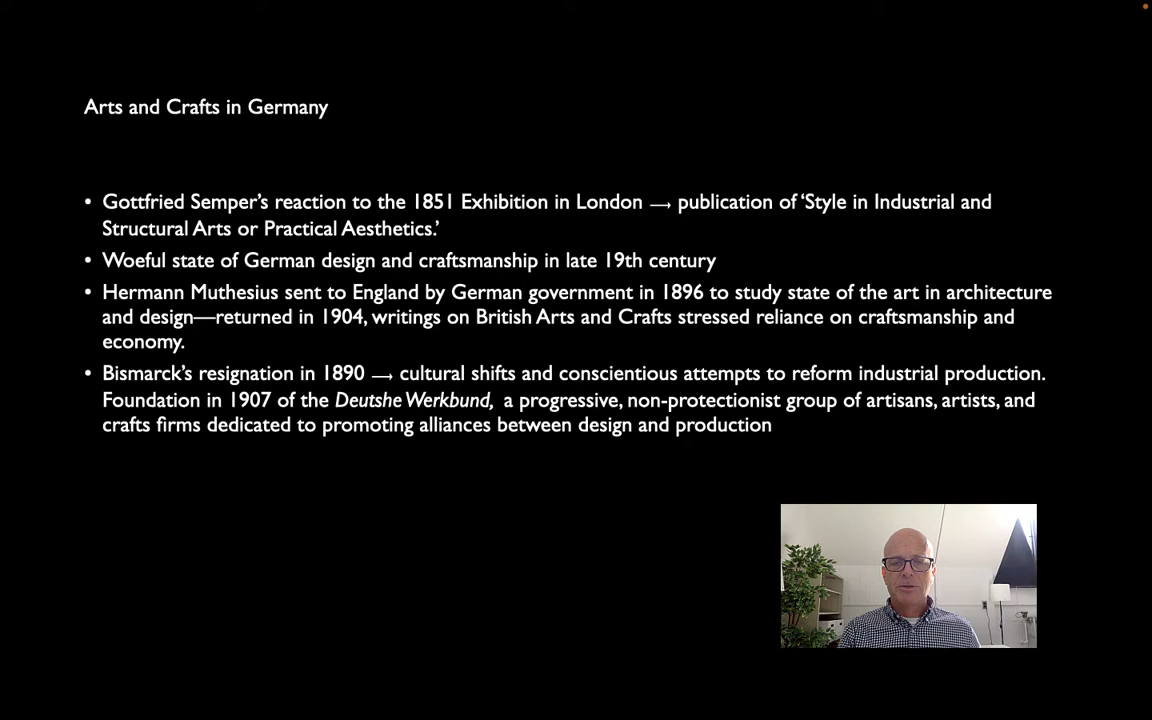 Arts and Crafts in Germany
• Gottfried Semper's reaction to the 1851 Exhibition in London → publication of 'Style in Industrial and
Structural Arts or Practical Aesthetics.'
• Woeful state of German design and craftsmanship in late 19th century
• Hermann Muthesius sent to England by German government in 1896 to study state of the art in architecture
and design—returned in 1904, writings on British Arts and Crafts stressed reliance on craftsmanship and
economy.
• Bismarck's resignation in 1890 → cultural shifts and conscientious attempts to reform industrial production.
Foundation in 1907 of the Deutshe Werkbund, a progressive, non-protectionist group of artisans, artists, and
crafts firms dedicated to promoting alliances between design and production